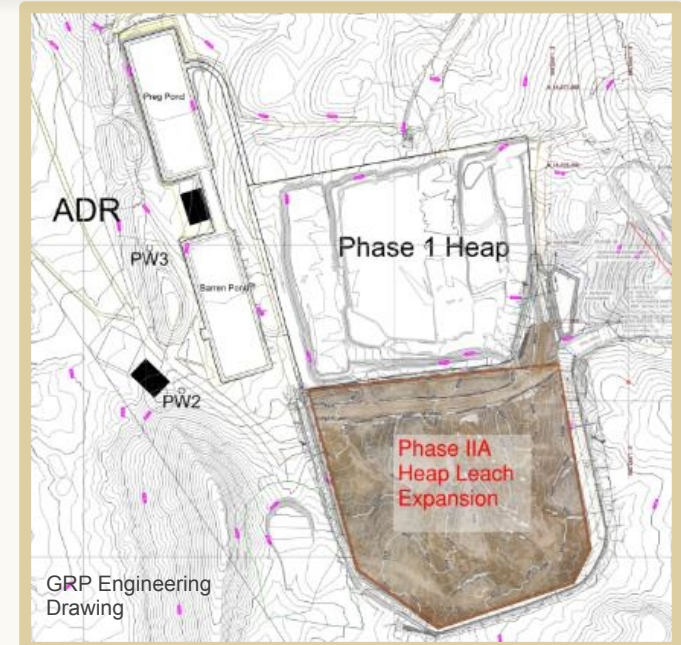 Preg Pond
ADR
PW3
Barren Pond
Phase 1 Heap
PW2
Phase IIA
Heap Leach
Expansion
GRP Engineering
Drawing